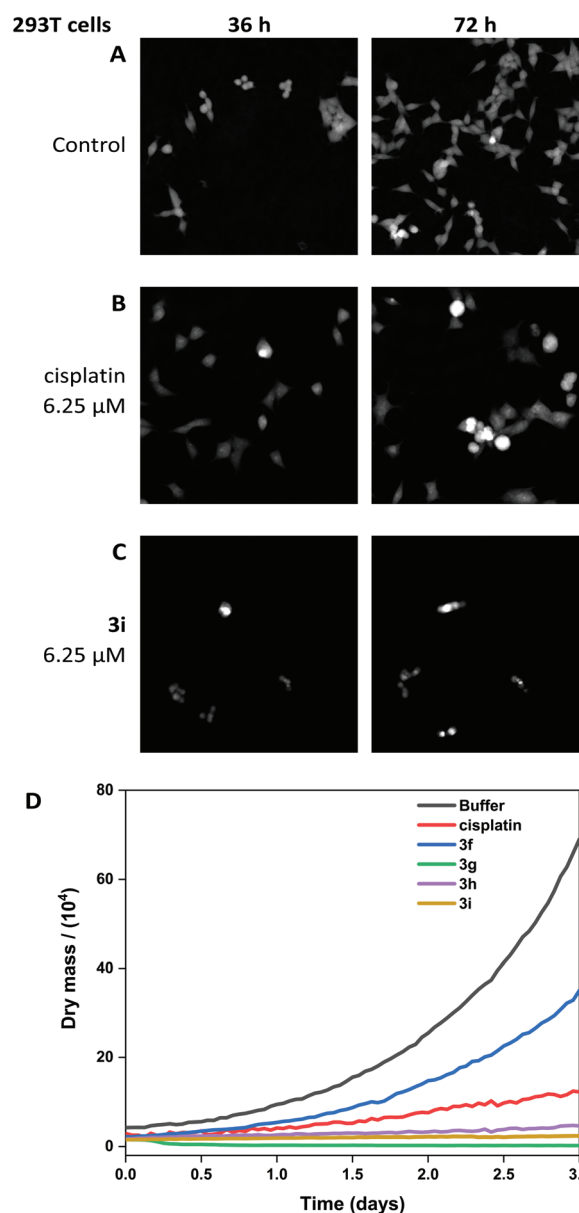 293T cells 36 h 72 h
A
Control
B
cisplatin
6.25 µM
C
3i
6.25 µM
D
80
60
40
20
0
Dry mass / (10⁴)
Buffer
cisplatin
3f
3g
3h
3i
0.0 0.5 1.0 1.5 2.0 2.5 3.
Time (days)